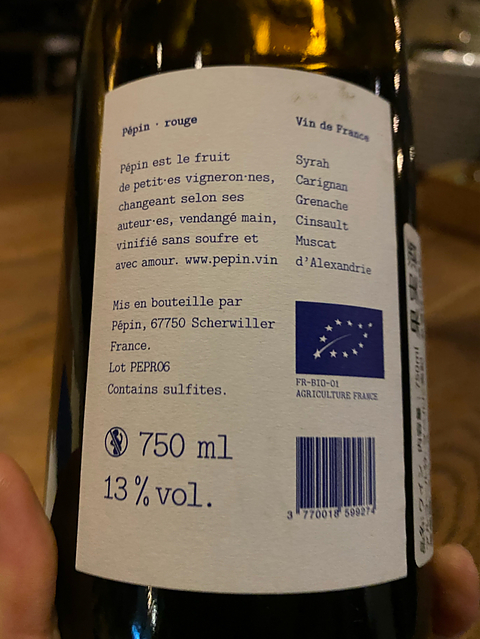 Pépin · rouge
Pépin est le fruit
de petit·es vigneron·nes,
changeant selon ses
auteur·es, vendangé main,
vinifié sans soufre et
avec amour. www.pepin.vin
Mis en bouteille par
Pépin, 67750 Scherwiller
France.
Lot PEPR06
Contains sulfites.
750 ml
13 % vol.
Vin de France
Syrah
Carignan
Grenache
Cinsault
Muscat
d'Alexandrie
FR-BIO-01
AGRICULTURE FRANCE
3 770018 599274